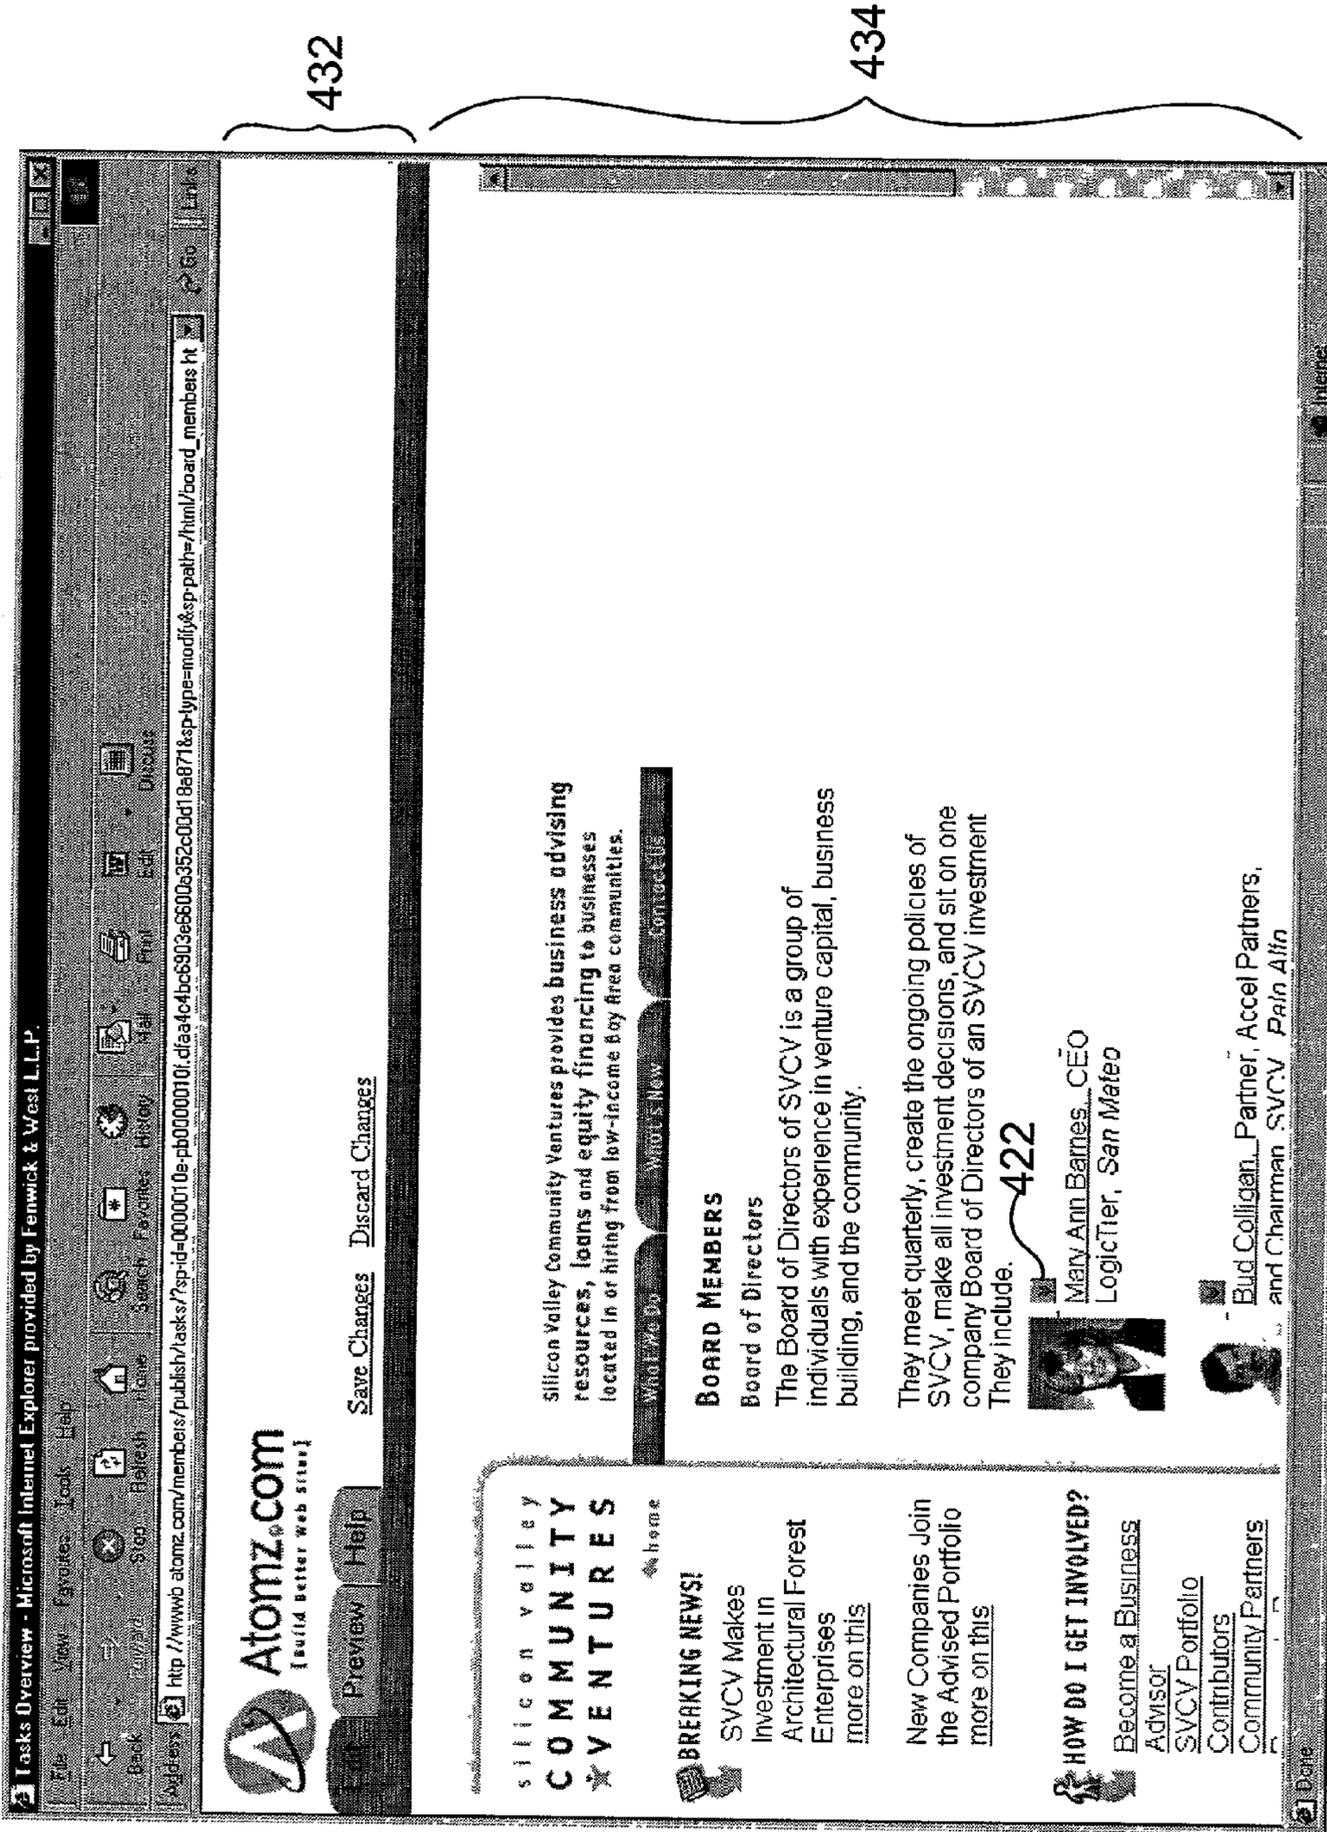 Tasks Overview - Microsoft Internet Explorer provided by Fenwick & West L.L.P.
File Edit View Favorites Tools Help
Back Forward Stop Refresh Home Search Favorites History Mail Print Edit Discuss
Address http //wwwb atomz com/members/publish/tasks/?sp-id=0000010e-pb0000010f.dfaa4c4bc6903e6600a352c00d18a871&sp-type=modify&sp-path=/html/board_members ht Go Links
Atomz.com
[Build Better Web Sites]
Edit Preview Help Save Changes Discard Changes
432
434
silicon valley
COMMUNITY
VENTURES
home
BREAKING NEWS!
SVCV Makes
Investment in
Architectural Forest
Enterprises
more on this
New Companies Join
the Advised Portfolio
more on this
HOW DO I GET INVOLVED?
Become a Business
Advisor
SVCV Portfolio
Contributors
Community Partners
Silicon Valley Community Ventures provides business advising
resources, loans and equity financing to businesses
located in or hiring from low-income Bay Area communities.
What We Do What's New Contact Us
BOARD MEMBERS
Board of Directors
The Board of Directors of SVCV is a group of
individuals with experience in venture capital, business
building, and the community.
They meet quarterly, create the ongoing policies of
SVCV, make all investment decisions, and sit on one
company Board of Directors of an SVCV investment
They include.
422
Mary Ann Barnes, CEO
LogicTier, San Mateo
Bud Colligan, Partner, Accel Partners,
and Chairman SVCV Palo Alto
Done Internet